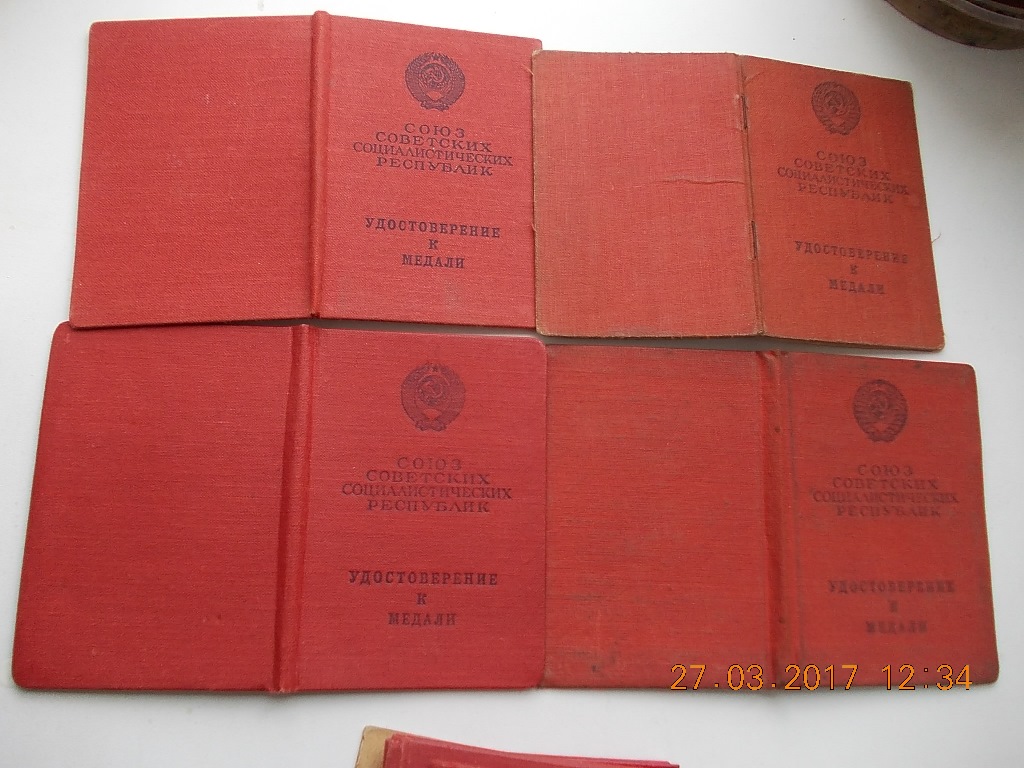 СОЮЗ
СОВЕТСКИХ
СОЦИАЛИСТИЧЕСКИХ
РЕСПУБЛИК
УДОСТОВЕРЕНИЕ
К
МЕДАЛИ
СОЮЗ
СОВЕТСКИХ
СОЦИАЛИСТИЧЕСКИХ
РЕСПУБЛИК
УДОСТОВЕРЕНИЕ
К
МЕДАЛИ
СОЮЗ
СОВЕТСКИХ
СОЦИАЛИСТИЧЕСКИХ
РЕСПУБЛИК
УДОСТОВЕРЕНИЕ
К
МЕДАЛИ
СОЮЗ
СОВЕТСКИХ
СОЦИАЛИСТИЧЕСКИХ
РЕСПУБЛИК
УДОСТОВЕРЕНИЕ
К
МЕДАЛИ
27.03.2017 12:34